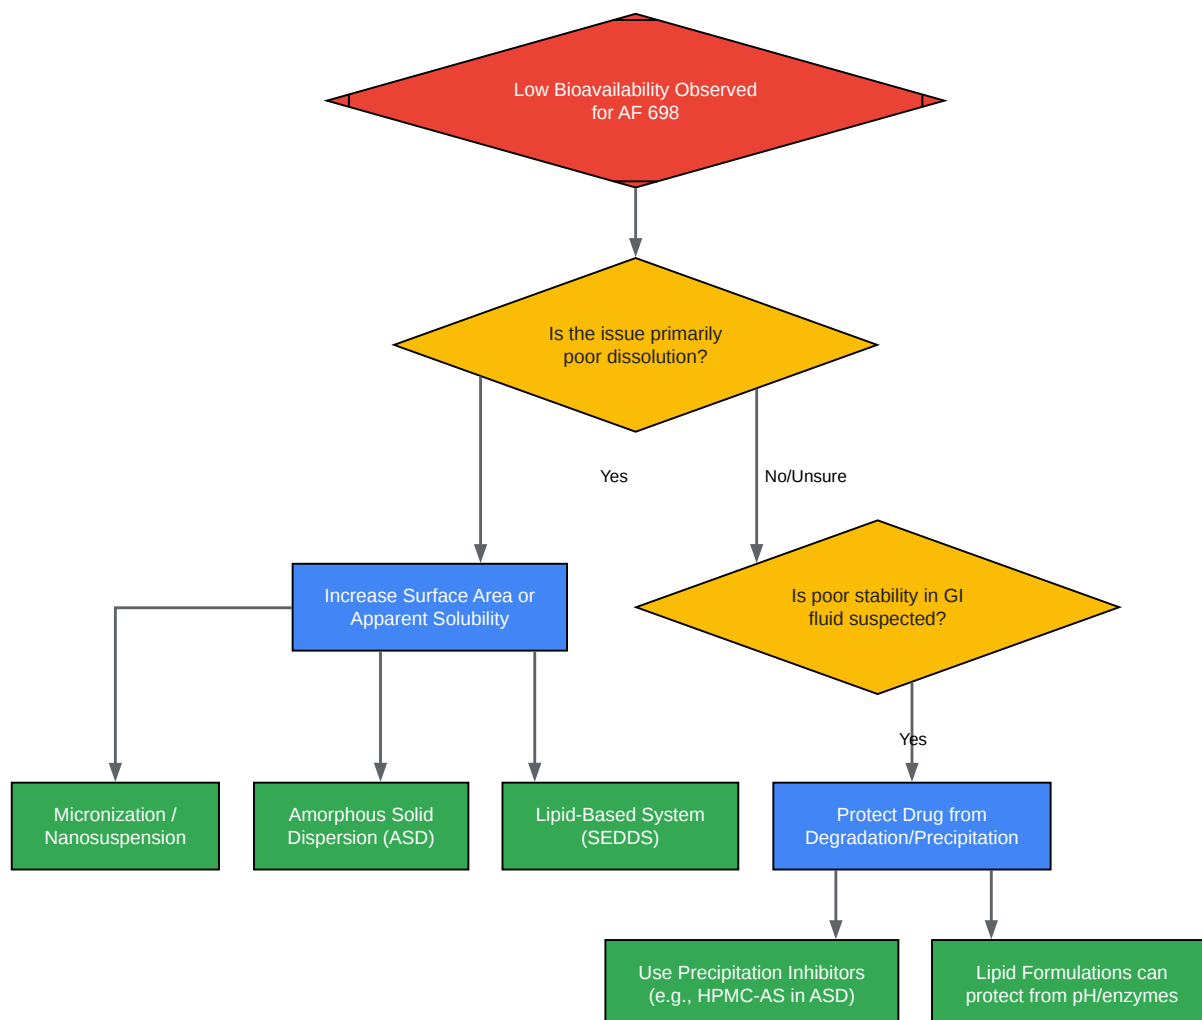 Low Bioavailability Observed
for AF 698
Is the issue primarily
poor dissolution?
Yes
No/Unsure
Increase Surface Area or
Apparent Solubility
Is poor stability in GI
fluid suspected?
Yes
Micronization /
Nanosuspension
Amorphous Solid
Dispersion (ASD)
Lipid-Based System
(SEDDS)
Protect Drug from
Degradation/Precipitation
Use Precipitation Inhibitors
(e.g., HPMC-AS in ASD)
Lipid Formulations can
protect from pH/enzymes